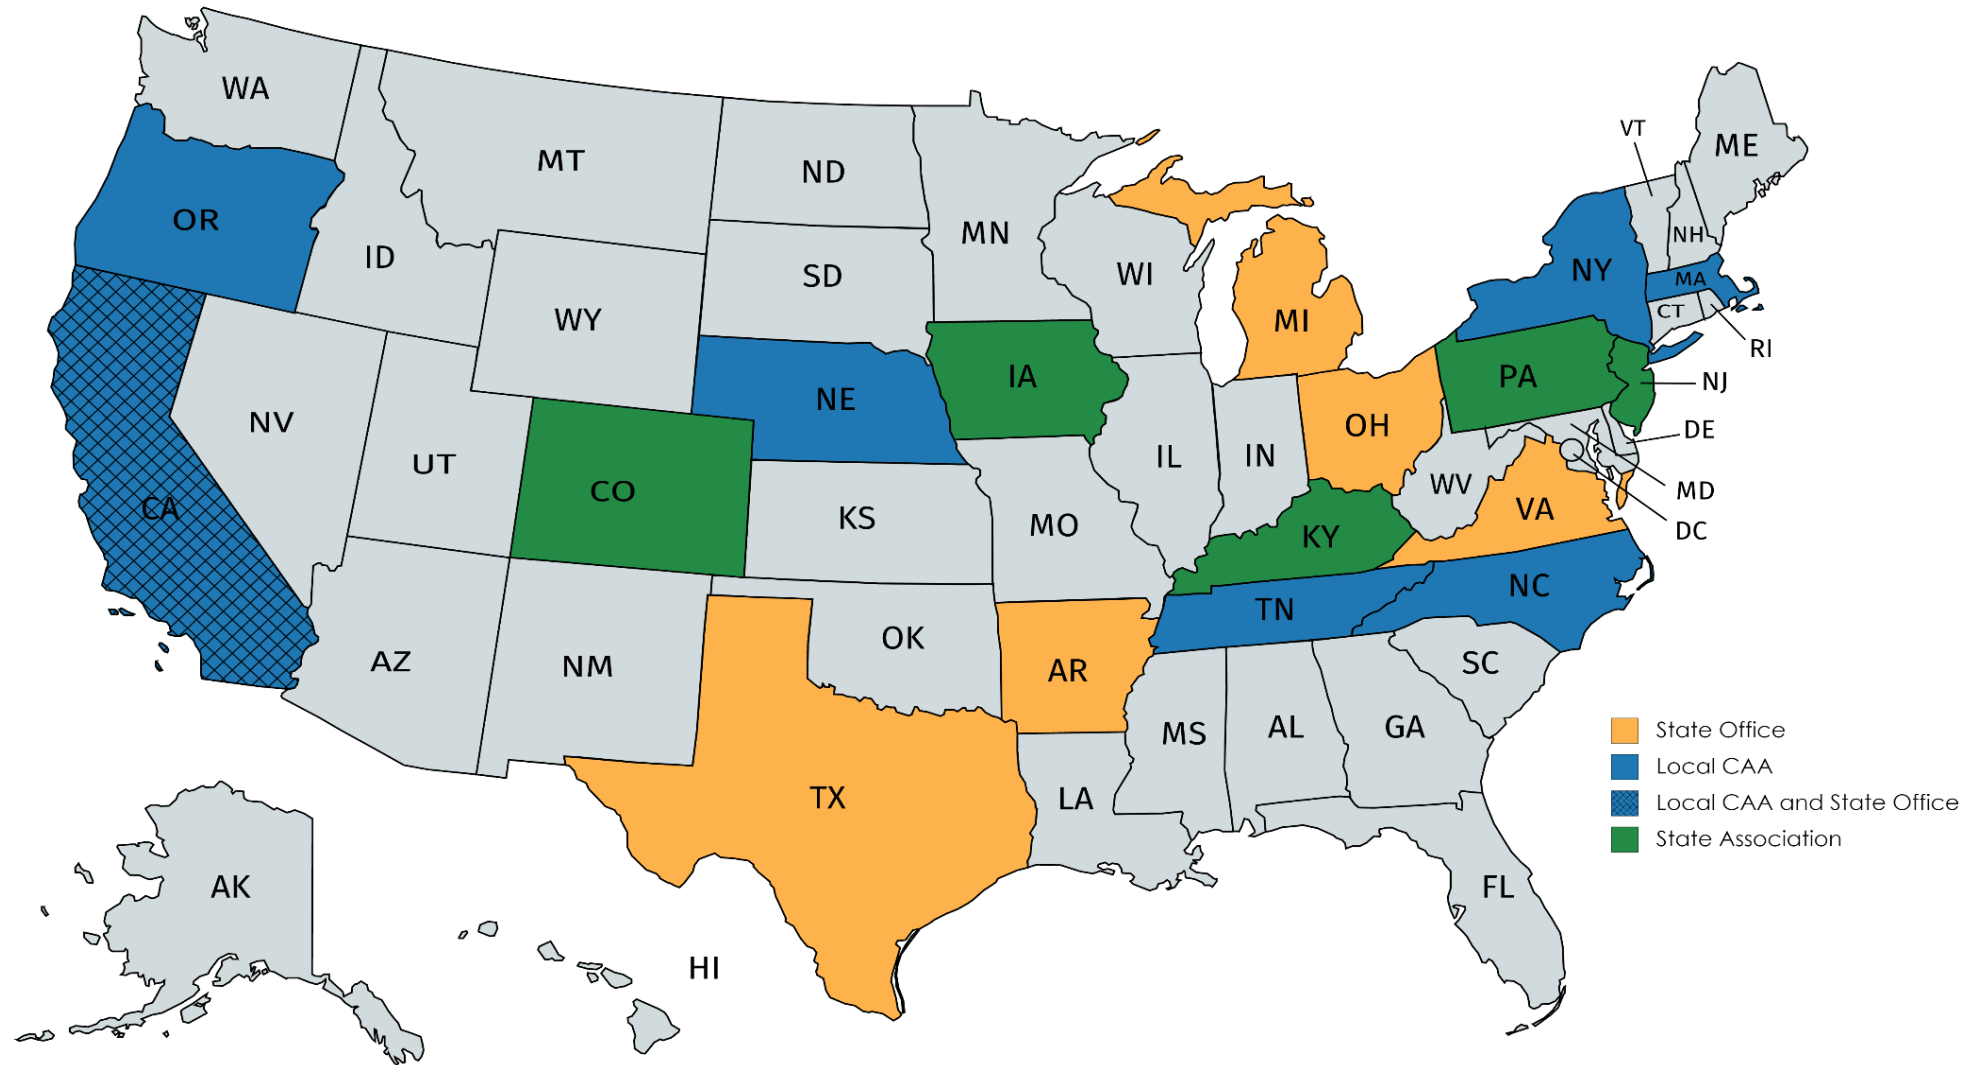 WA
MT
ND
MN
VT
ME
OR
ID
SD
WI
NH
NY
MA
WY
MI
CT
RI
IA
PA
NJ
NE
NV
OH
DE
UT
CO
IL
IN
WV
MD
CA
KS
MO
KY
VA
DC
TN
NC
AZ
NM
OK
AR
SC
MS
AL
GA
TX
LA
State Office
Local CAA
Local CAA and State Office
State Association
AK
HI
FL